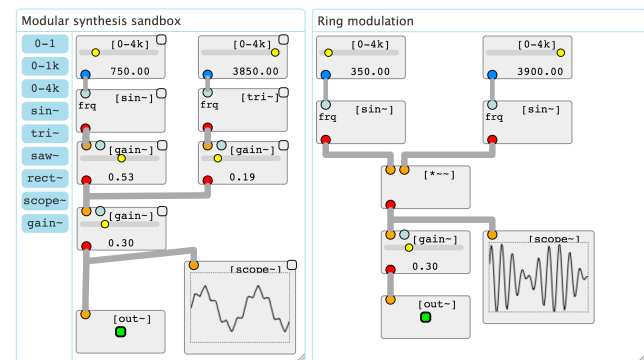 Modular synthesis sandbox
0-1
0-1k
0-4k
sin~
tri~
saw~
rect~
scope~
gain~
[0-4k]
750.00
[0-4k]
3850.00
frq
[sin~]
frq
[tri~]
[gain~]
0.53
[gain~]
0.19
[gain~]
0.30
[scope~]
[out~]
Ring modulation
[0-4k]
350.00
[0-4k]
3900.00
frq
[sin~]
frq
[sin~]
[*~~]
[gain~]
0.30
[scope~]
[out~]